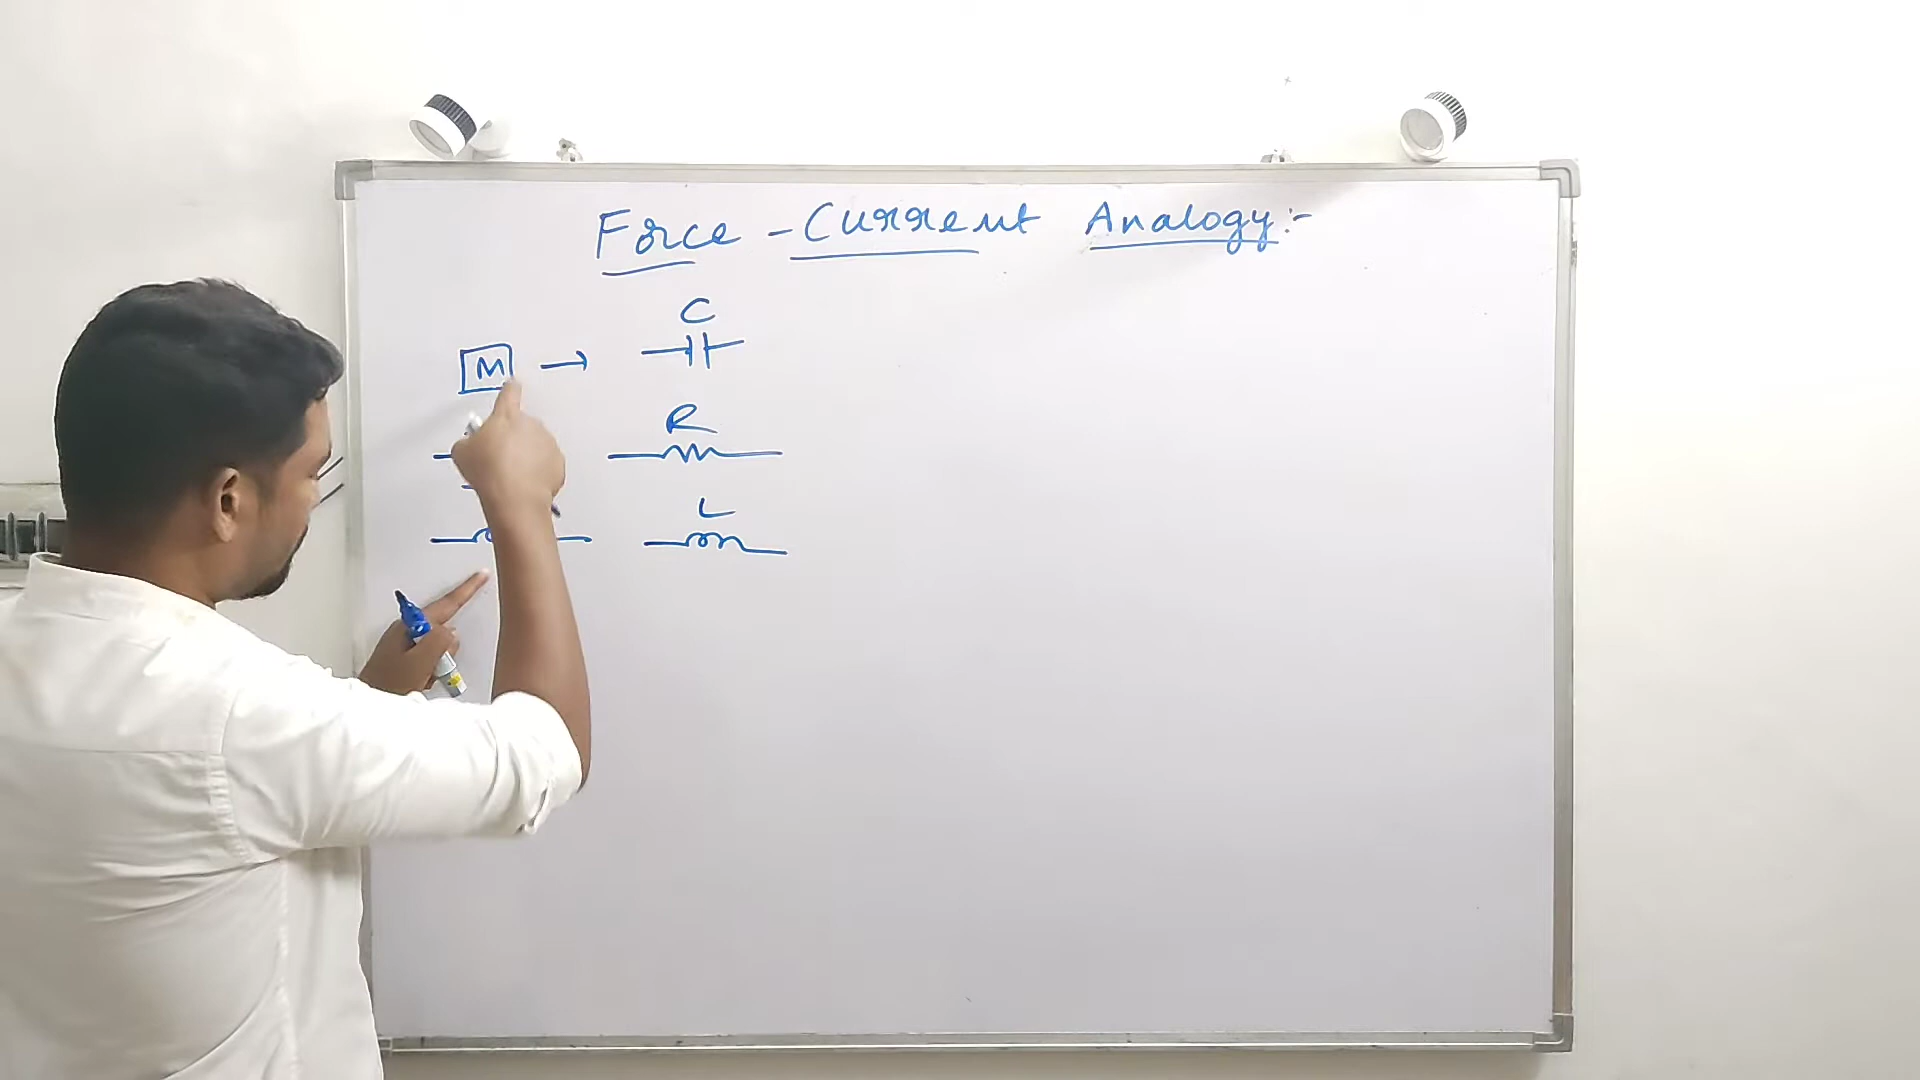 Force - Current Analogy:-
C
M →
R
L